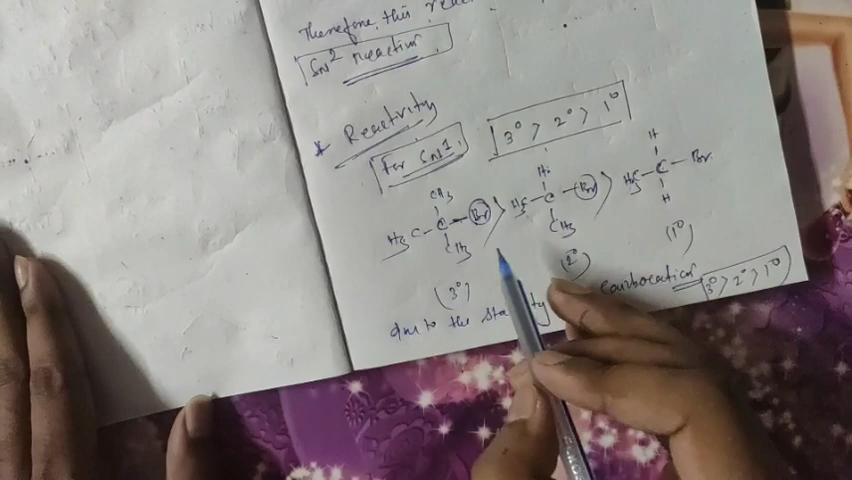 Therefore, this
SN² reaction.
* Reactivity
For SN1, 3° > 2° > 1°
CH₃ H H
H₃C - C - Br > H₃C - C - Br > H₃C - C - Br
CH₃ CH₃ H
(3°) (2°) (1°)
due to the carbocation 3° > 2° > 1°